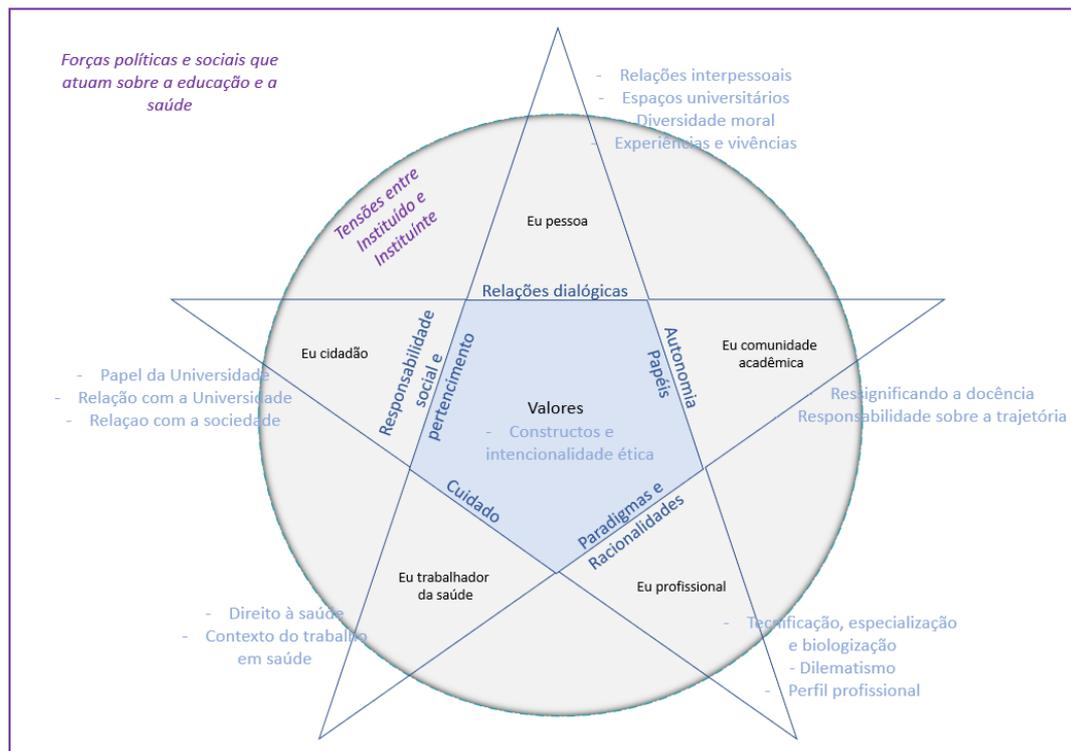 Forças políticas e sociais que
atuam sobre a educação e a
saúde
- Relações interpessoais
- Espaços universitários
Diversidade moral
- Experiências e vivências
Tensões entre
Instituído e
Instituínte
Eu pessoa
Relações dialógicas
Eu cidadão
Responsabilidade
social e
pertencimento
Autonomia
Papéis
Eu comunidade
acadêmica
- Papel da Universidade
- Relação com a Universidade
- Relaçao com a sociedade
- Ressignificando a docência
Responsabilidade sobre a trajetória
Valores
- Constructos e
intencionalidade ética
Cuidado
Paradigmas e
Racionalidades
Eu trabalhador
da saúde
Eu profissional
- Direito à saúde
- Contexto do trabalho
em saúde
- Tecnificação, especialização
e biologização
- Dilematismo
- Perfil profissional